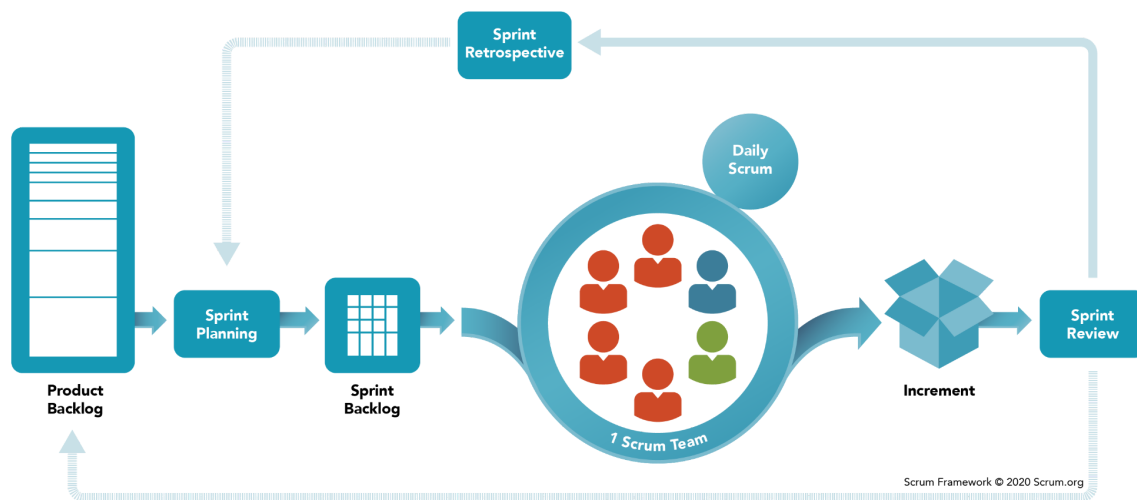 Sprint
Retrospective
Daily
Scrum
Sprint
Planning
Sprint
Review
Product
Backlog
Sprint
Backlog
1 Scrum Team
Increment
Scrum Framework © 2020 Scrum.org